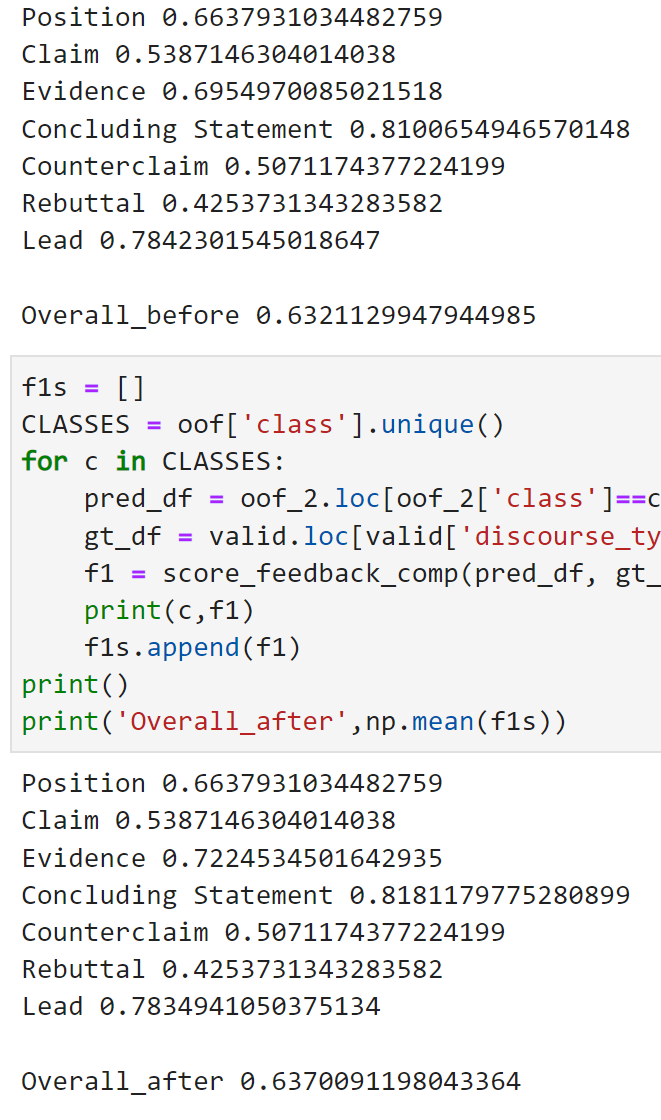 Position 0.6637931034482759
Claim 0.5387146304014038
Evidence 0.6954970085021518
Concluding Statement 0.8100654946570148
Counterclaim 0.5071174377224199
Rebuttal 0.4253731343283582
Lead 0.7842301545018647
Overall_before 0.6321129947944985
f1s = []
CLASSES = oof['class'].unique()
for c in CLASSES:
    pred_df = oof_2.loc[oof_2['class']==c
    gt_df = valid.loc[valid['discourse_ty
    f1 = score_feedback_comp(pred_df, gt_
    print(c,f1)
    f1s.append(f1)
print()
print('Overall_after',np.mean(f1s))
Position 0.6637931034482759
Claim 0.5387146304014038
Evidence 0.7224534501642935
Concluding Statement 0.8181179775280899
Counterclaim 0.5071174377224199
Rebuttal 0.4253731343283582
Lead 0.7834941050375134
Overall_after 0.6370091198043364